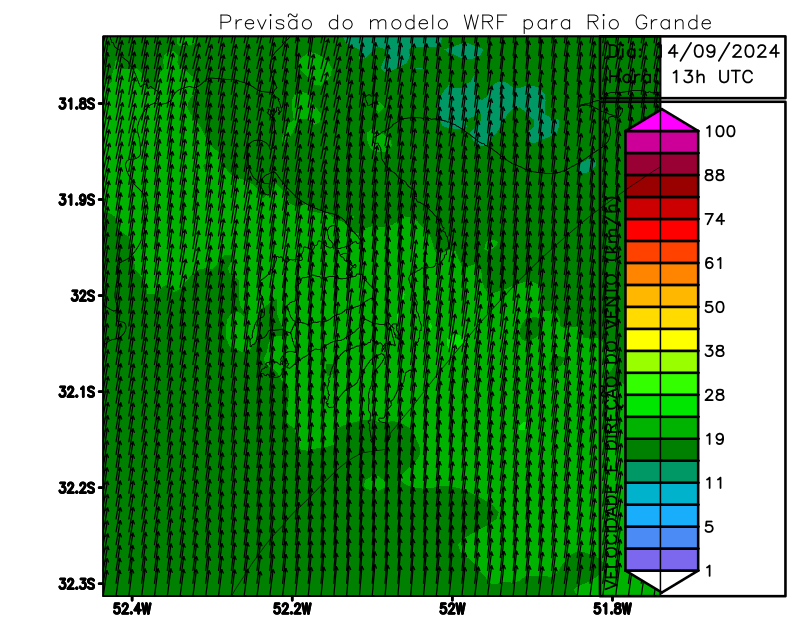 Previsão do modelo WRF para Rio Grande
Dia: 4/09/2024
Hora: 13h UTC
31.8S
31.9S
32S
32.1S
32.2S
32.3S
52.4W
52.2W
52W
51.8W
VELOCIDADE E DIREÇÃO DO VENTO (Km/h)
100
88
74
61
50
38
28
19
11
5
1